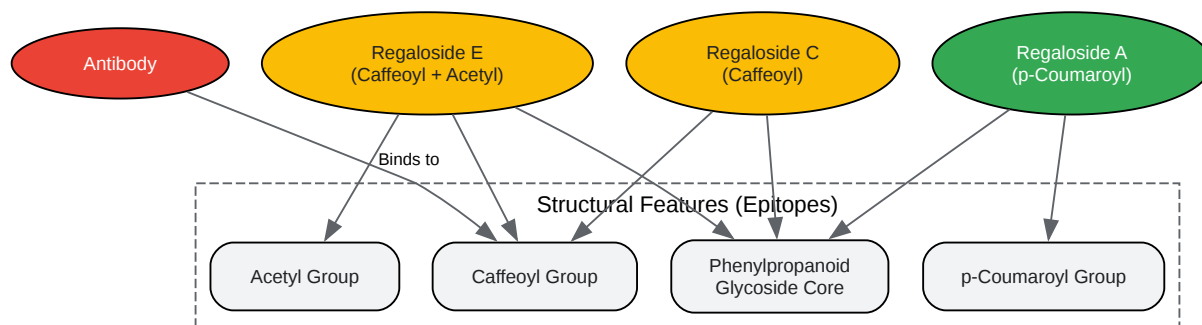 Antibody
Regaloside E
(Caffeoyl + Acetyl)
Regaloside C
(Caffeoyl)
Regaloside A
(p-Coumaroyl)
Binds to
Structural Features (Epitopes)
Acetyl Group
Caffeoyl Group
Phenylpropanoid
Glycoside Core
p-Coumaroyl Group